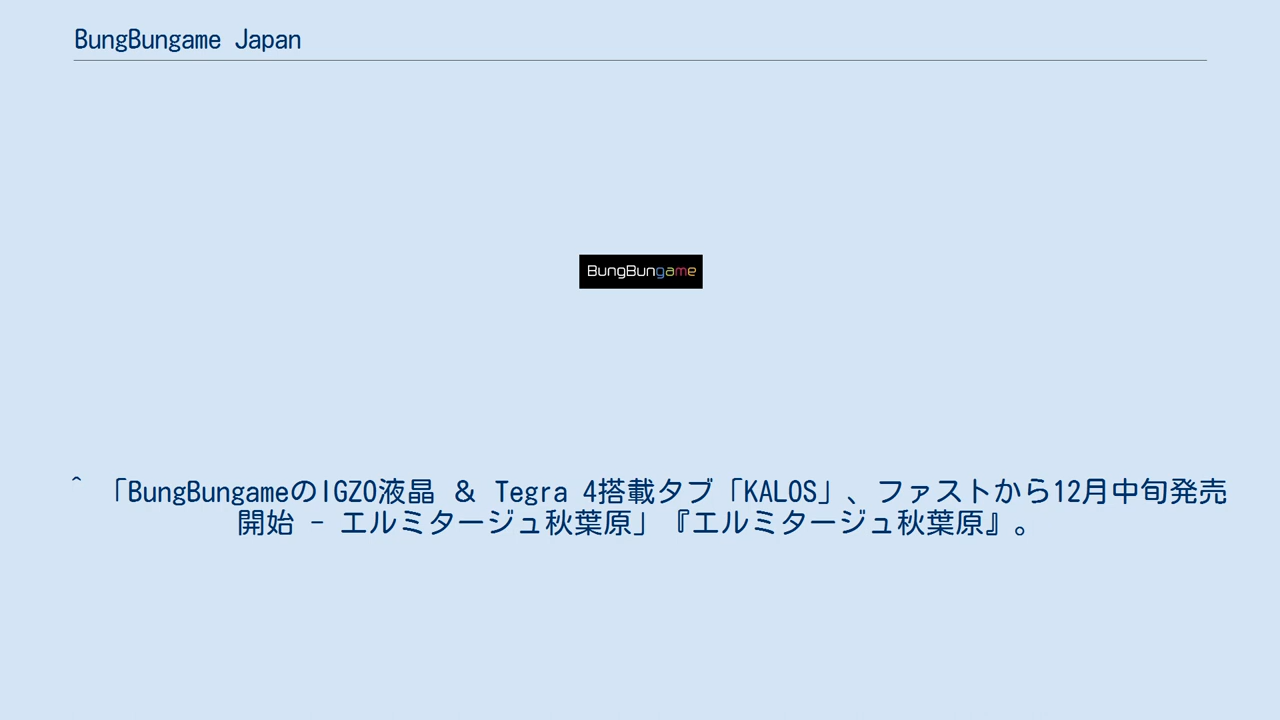 BungBungame Japan
BungBungame
^ 「BungBungameのIGZO液晶 ＆ Tegra 4搭載タブ「KALOS」、ファストから12月中旬発売
開始 - エルミタージュ秋葉原」『エルミタージュ秋葉原』。